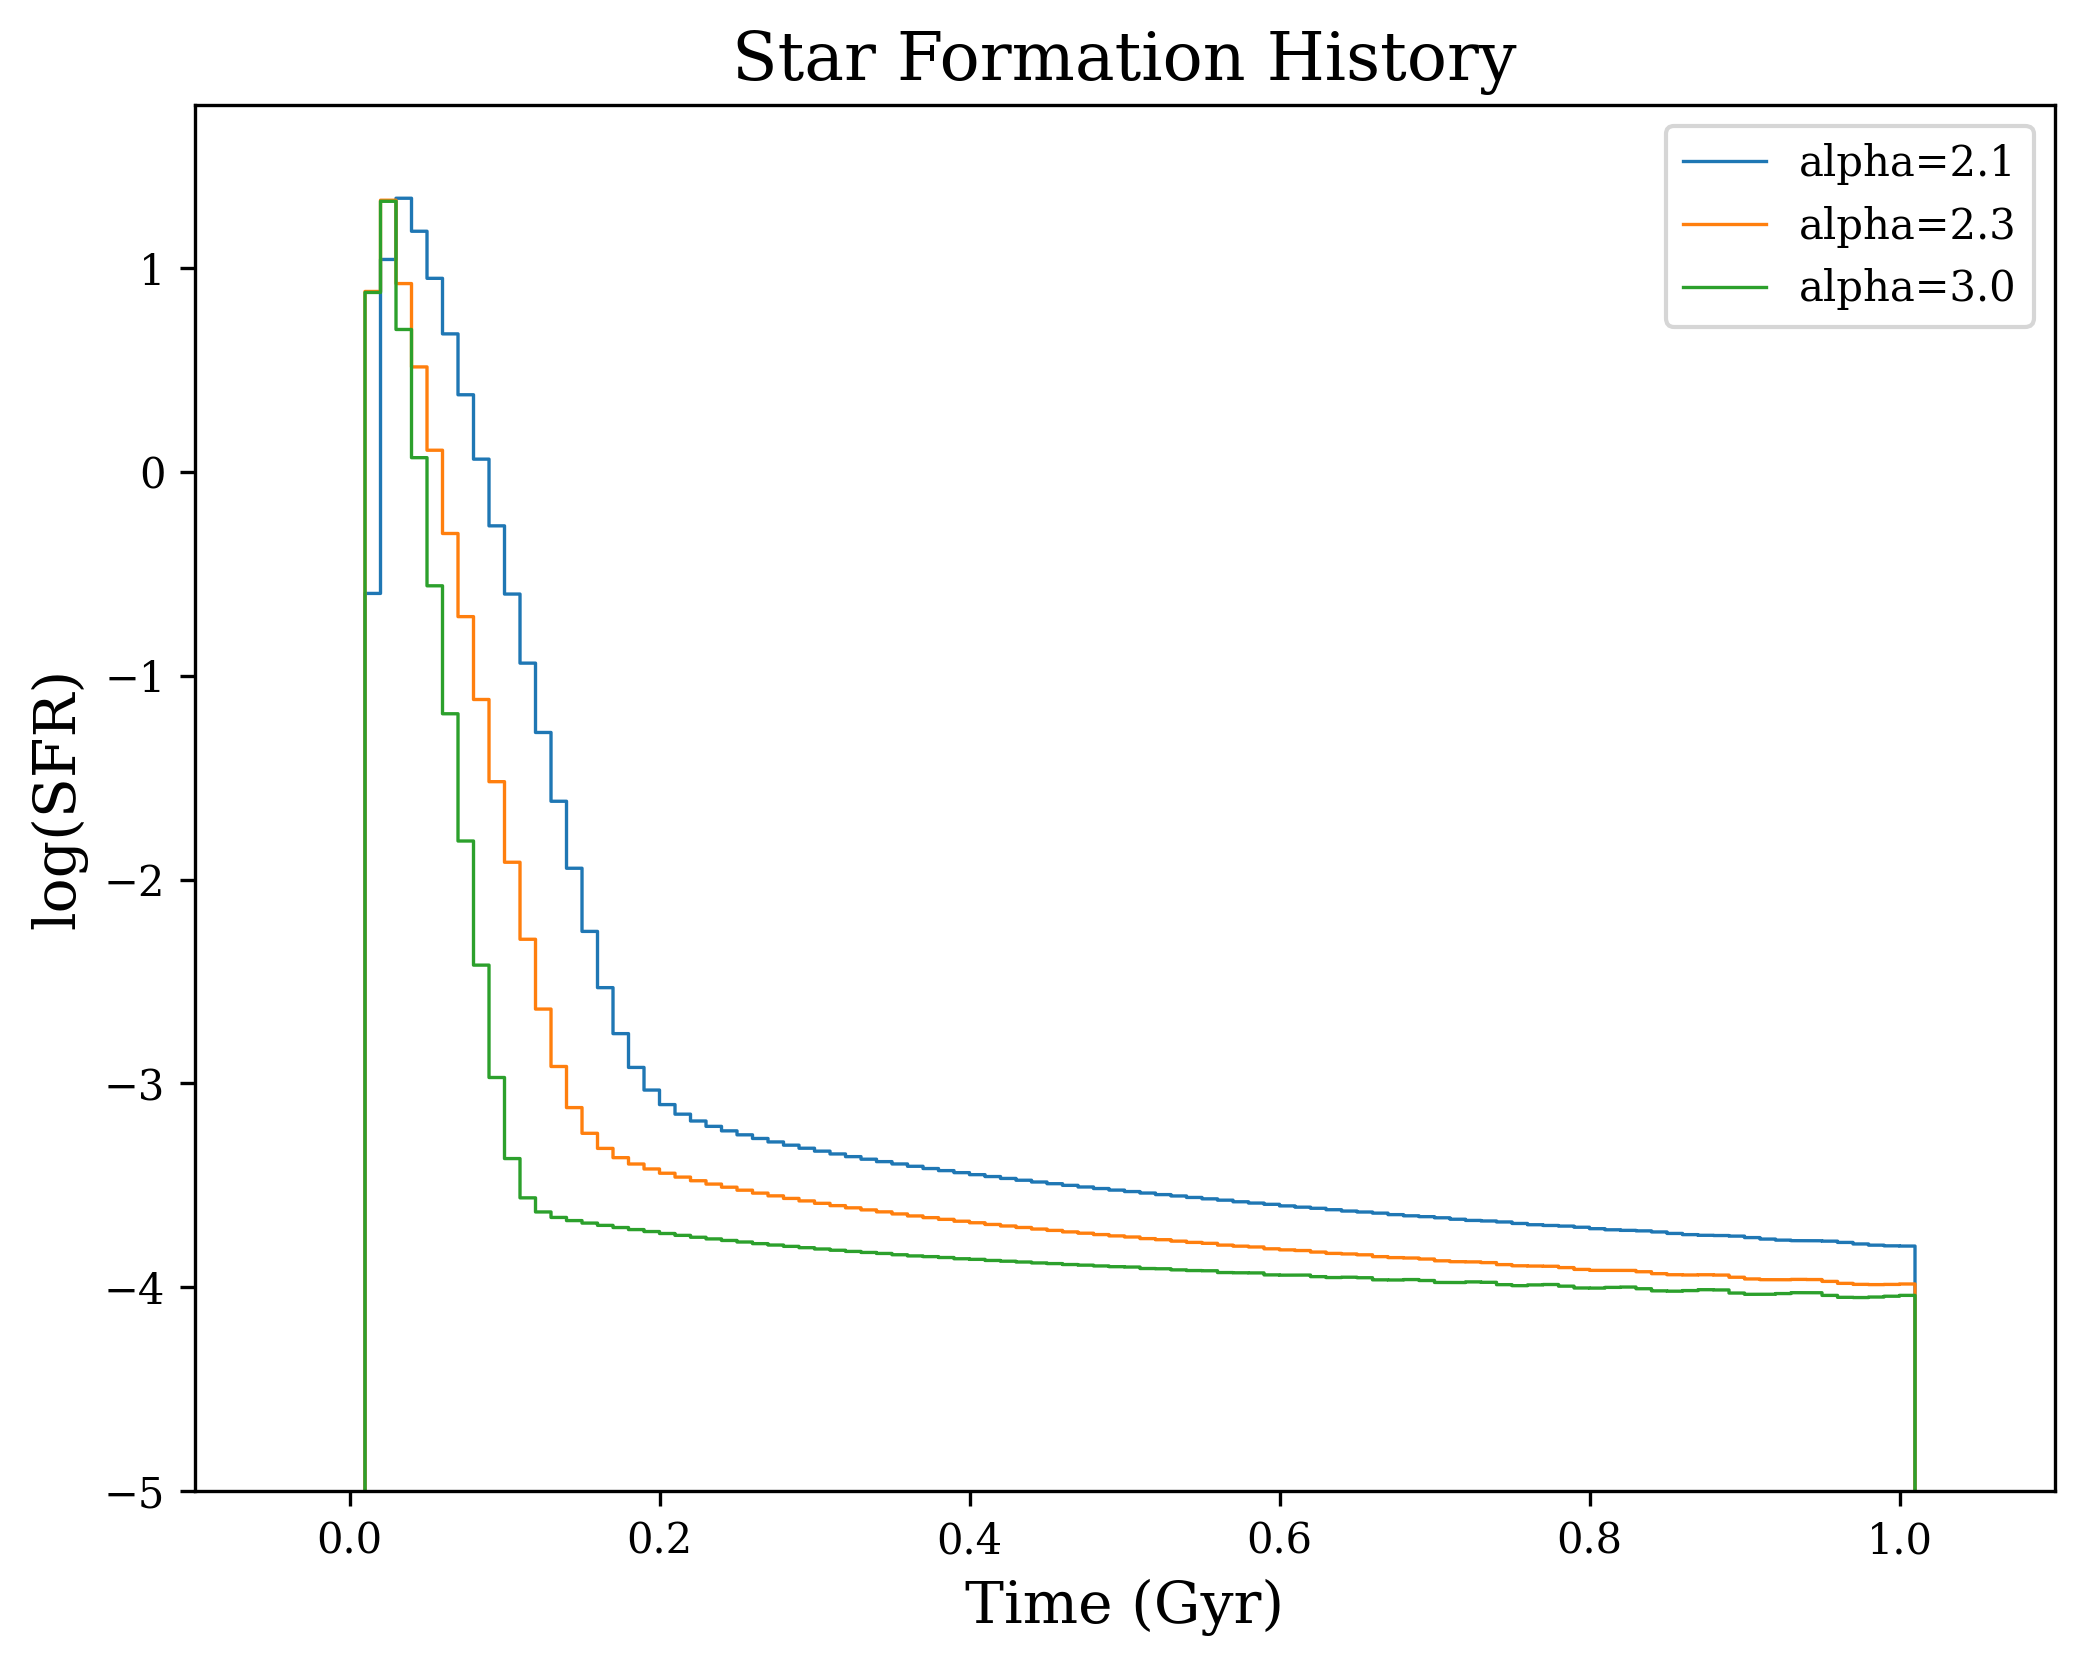 Star Formation History
alpha=2.1
alpha=2.3
alpha=3.0
log(SFR)
1
0
−1
−2
−3
−4
−5
0.0 0.2 0.4 0.6 0.8 1.0
Time (Gyr)